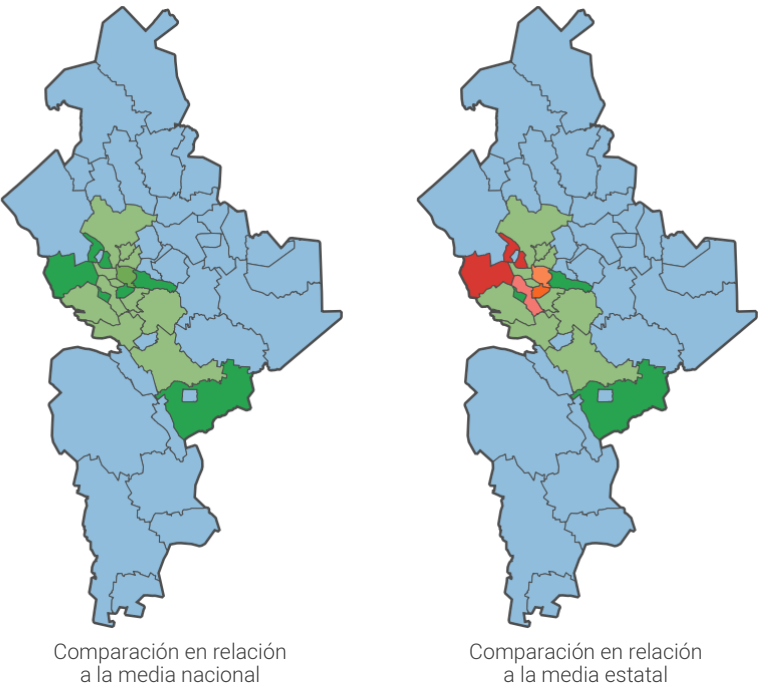 Comparación en relación
a la media nacional
Comparación en relación
a la media estatal